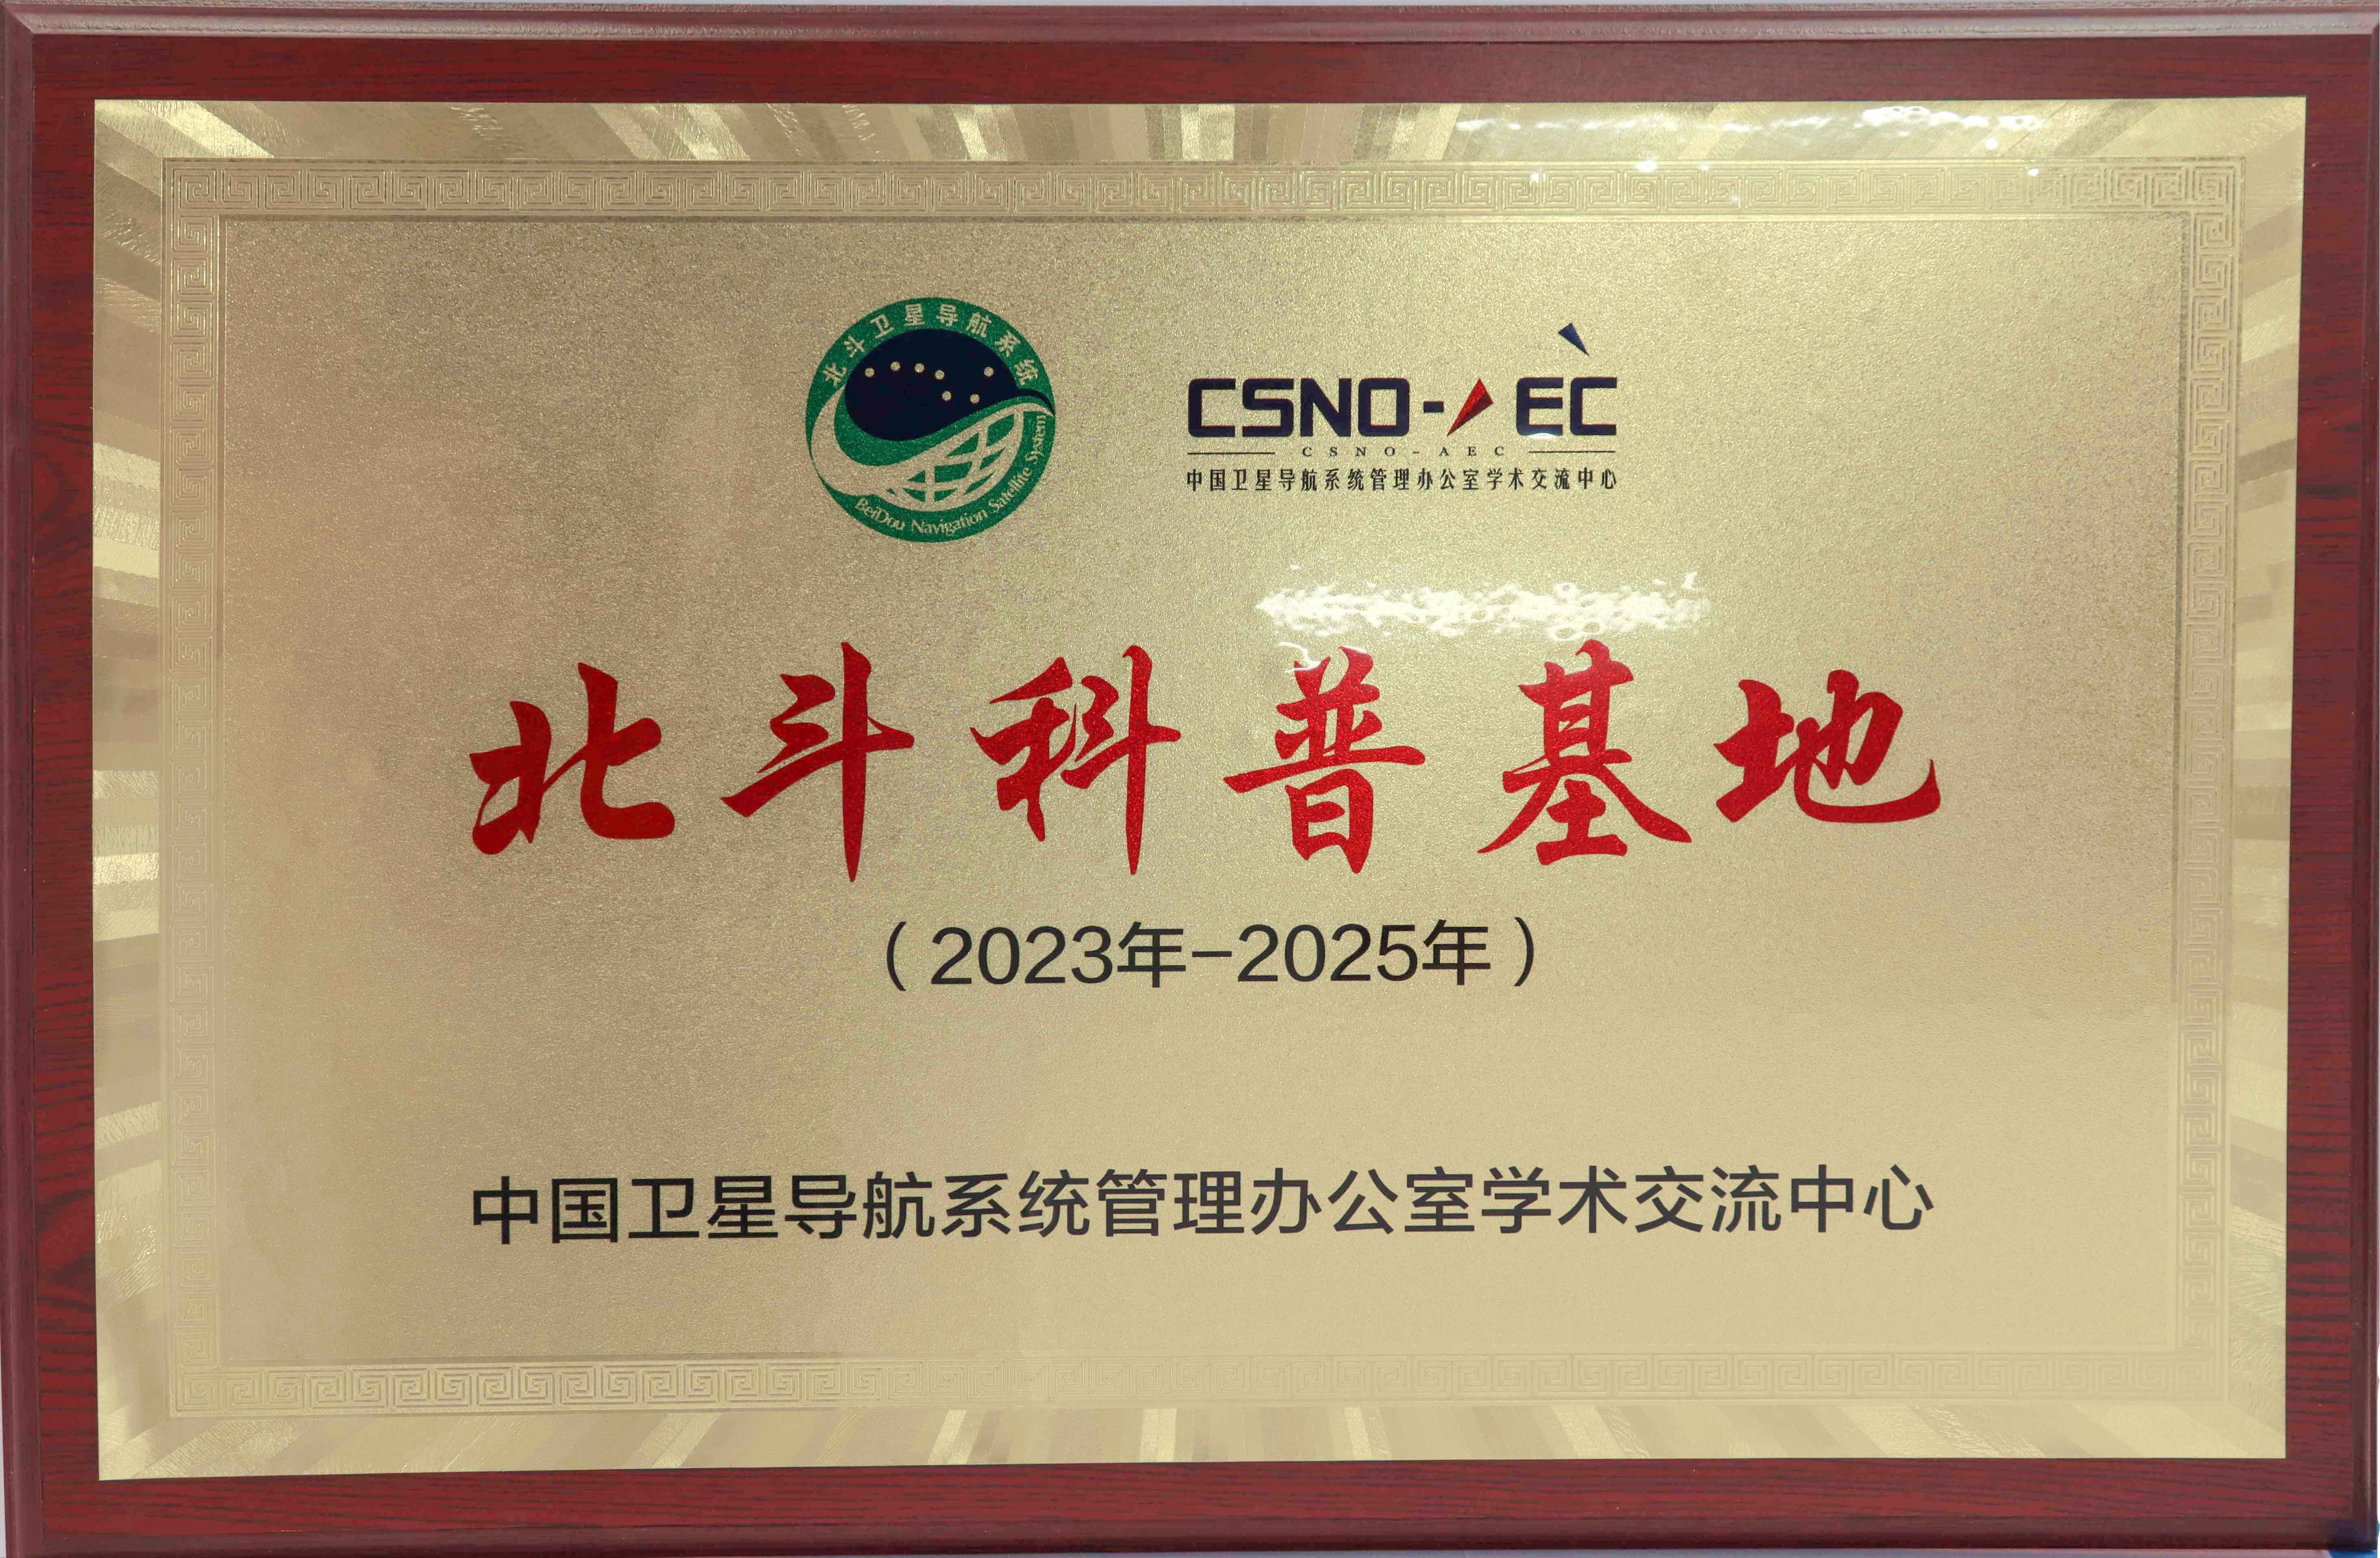 北斗卫星导航系统
BeiDou Navigation Satellite System
CSNO-AEC
CSNO-AEC
中国卫星导航系统管理办公室学术交流中心
北斗科普基地
（2023年-2025年）
中国卫星导航系统管理办公室学术交流中心